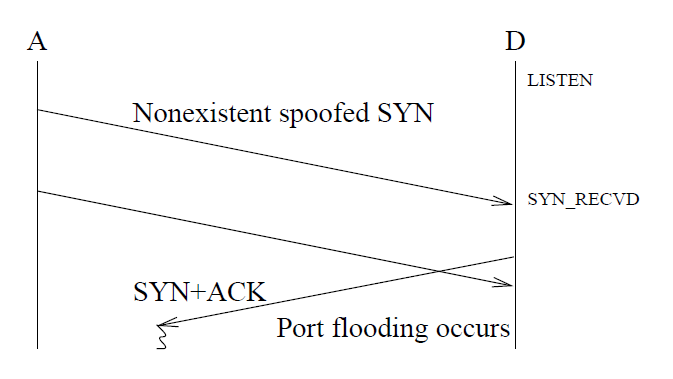 A
D
LISTEN
Nonexistent spoofed SYN
SYN_RECVD
SYN+ACK
Port flooding occurs